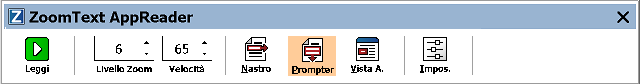 ZoomText AppReader
6 65
Leggi Livello Zoom Velocità Nastro Prompter Vista A. Impos.